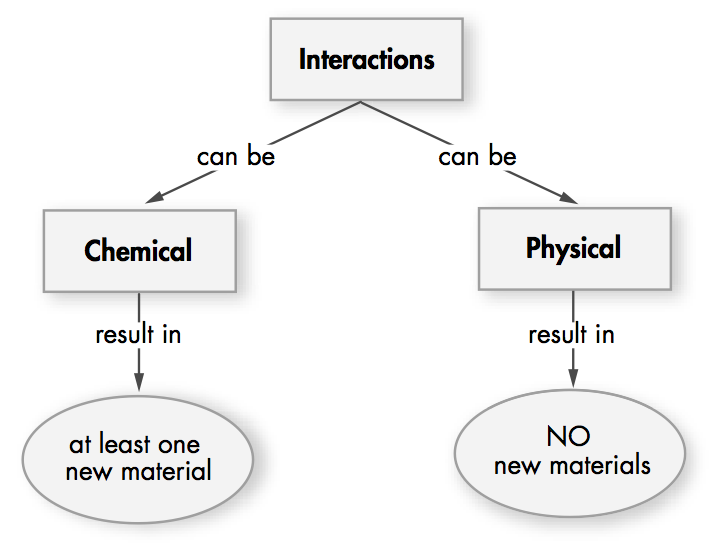 Interactions
can be
can be
Chemical
Physical
result in
result in
at least one
new material
NO
new materials